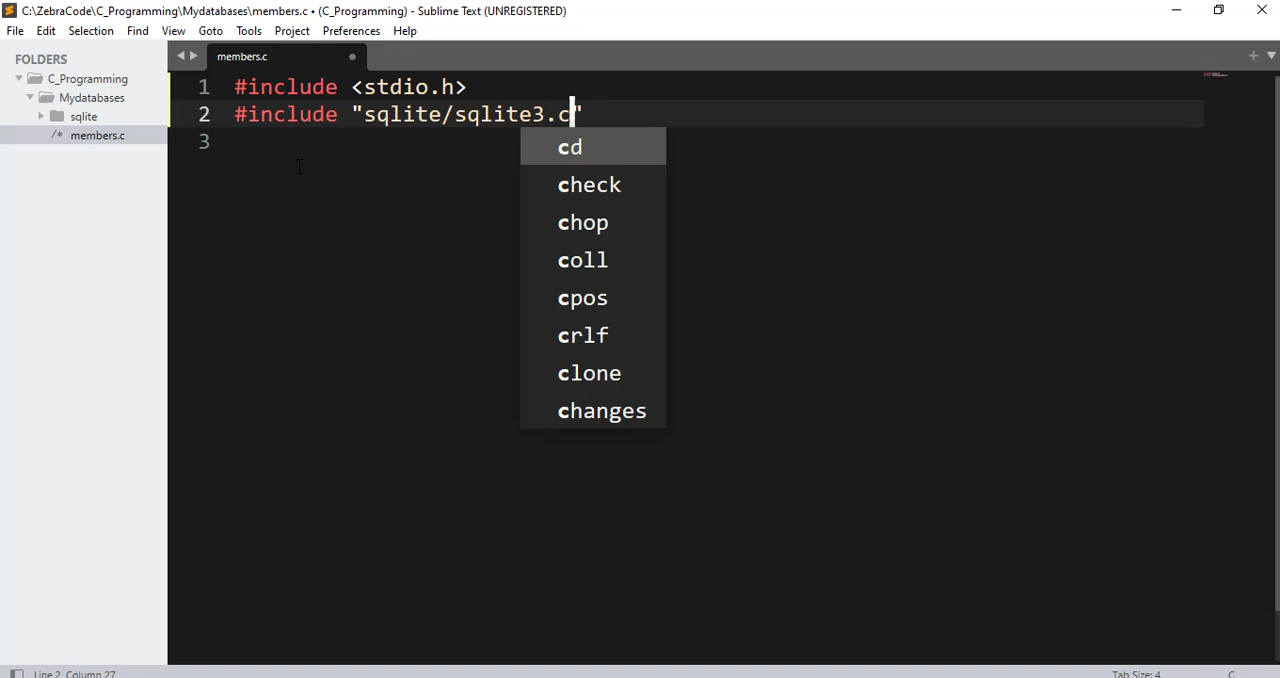 C:\ZebraCode\C_Programming\Mydatabases\members.c • (C_Programming) - Sublime Text (UNREGISTERED)
File Edit Selection Find View Goto Tools Project Preferences Help
FOLDERS
C_Programming
Mydatabases
sqlite
/* members.c
members.c
1 #include <stdio.h>
2 #include "sqlite/sqlite3.c"
3
cd
check
chop
coll
cpos
crlf
clone
changes
Line 2, Column 27
Tab Size: 4
C